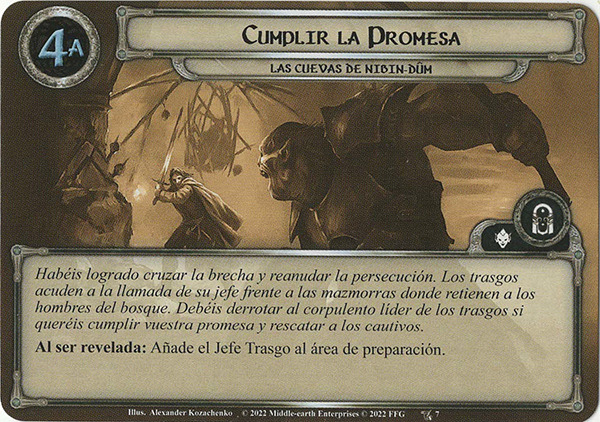 4A
Cumplir la Promesa
Las Cuevas de Nibin-Dûm
Habéis logrado cruzar la brecha y reanudar la persecución. Los trasgos
acuden a la llamada de su jefe frente a las mazmorras donde retienen a los
hombres del bosque. Debéis derrotar al corpulento líder de los trasgos si
queréis cumplir vuestra promesa y rescatar a los cautivos.
Al ser revelada: Añade el Jefe Trasgo al área de preparación.
Illus. Alexander Kozachenko © 2022 Middle-earth Enterprises © 2022 FFG 7